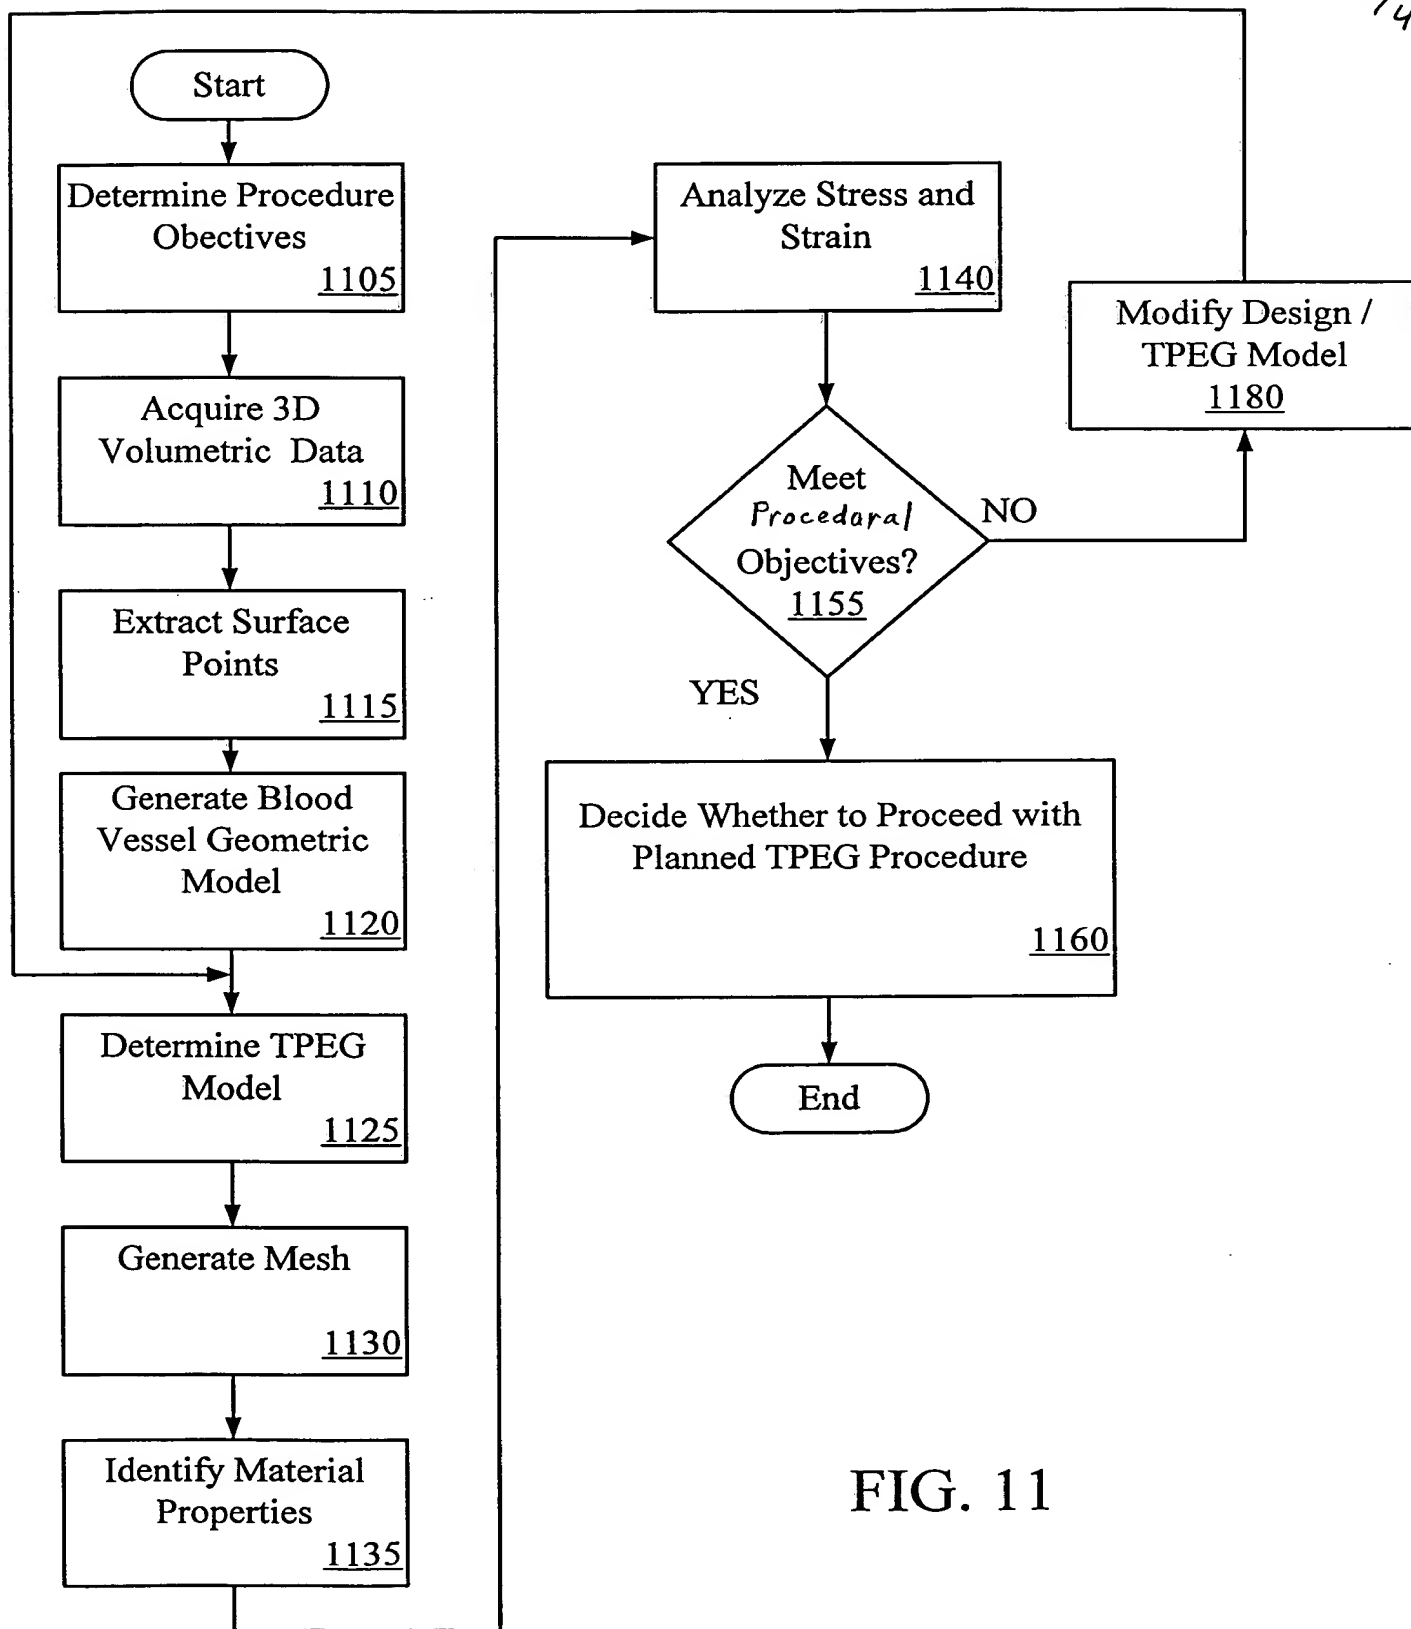 Start
Determine Procedure
Obectives
1105
Acquire 3D
Volumetric Data
1110
Extract Surface
Points
1115
Generate Blood
Vessel Geometric
Model
1120
Determine TPEG
Model
1125
Generate Mesh
1130
Identify Material
Properties
1135
Analyze Stress and
Strain
1140
Meet
Procedural
Objectives?
1155
NO
YES
Modify Design /
TPEG Model
1180
Decide Whether to Proceed with
Planned TPEG Procedure
1160
End
FIG. 11